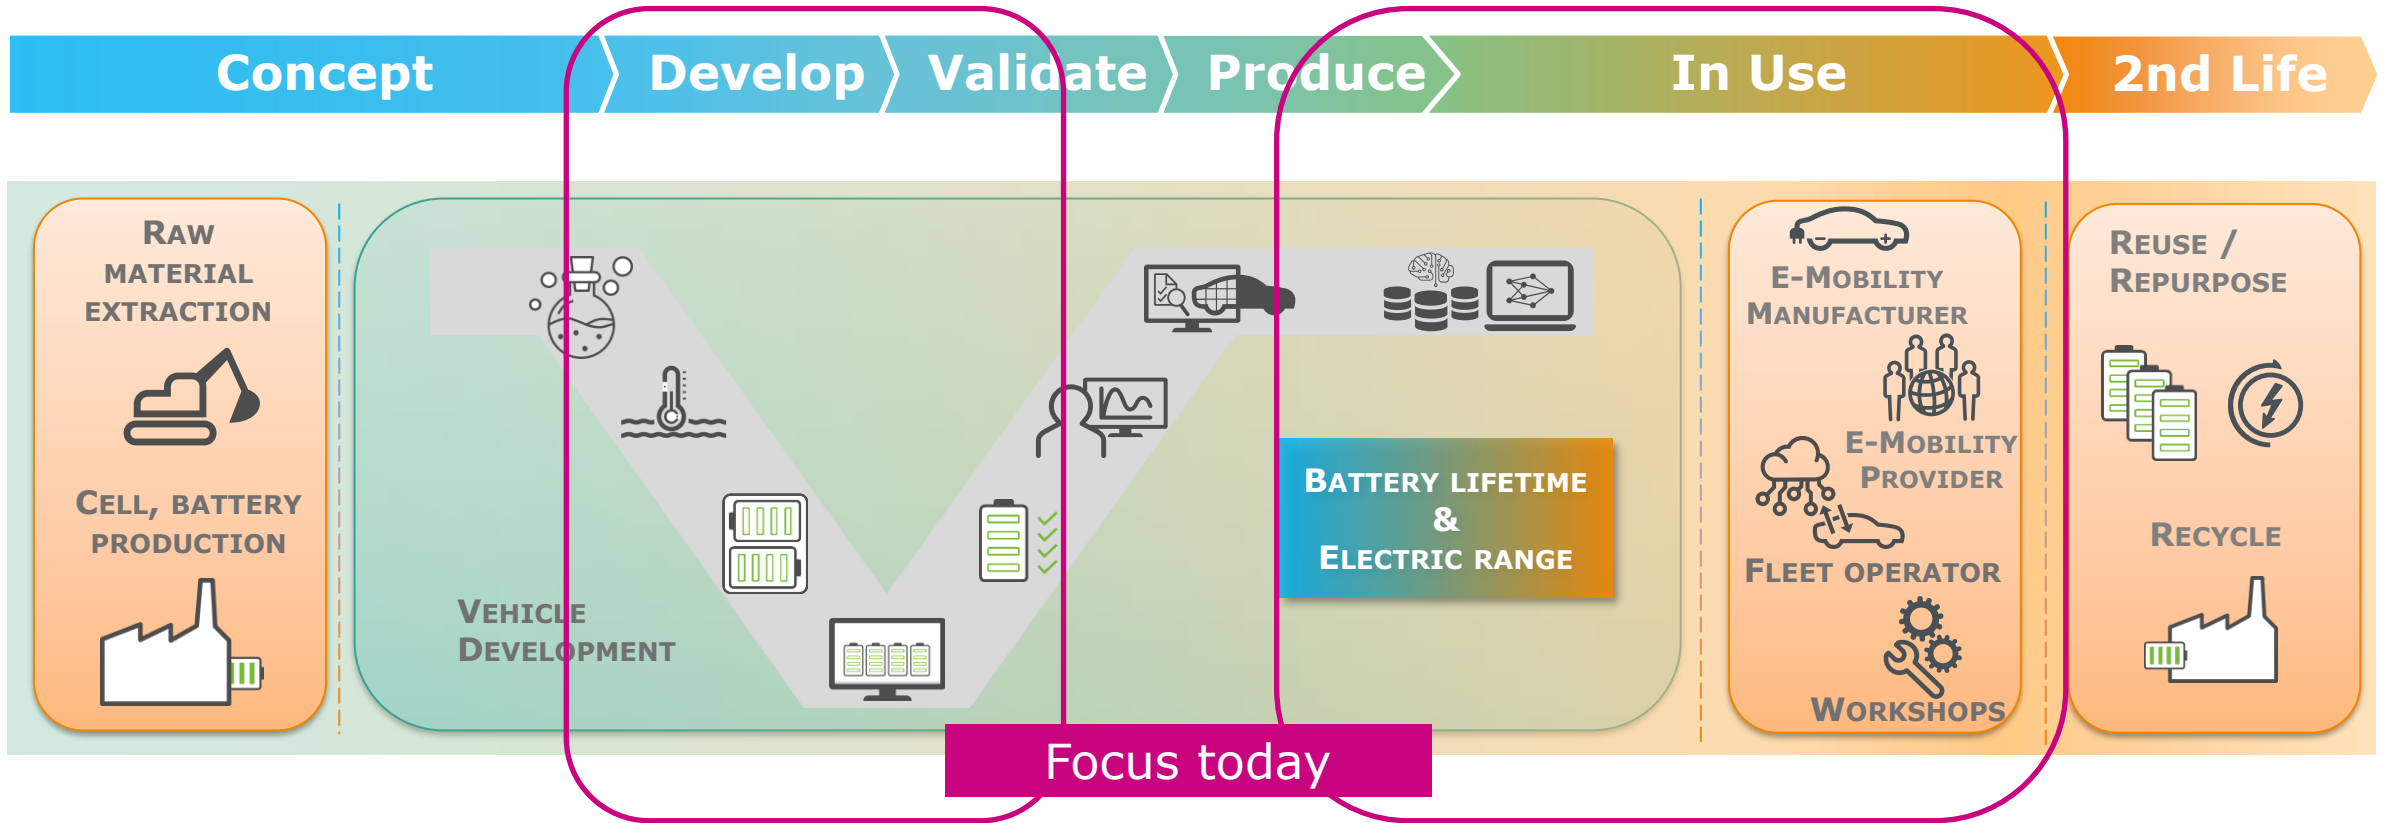 Concept
Develop
Validate
Produce
In Use
2nd Life
RAW
MATERIAL
EXTRACTION
CELL, BATTERY
PRODUCTION
VEHICLE
DEVELOPMENT
BATTERY LIFETIME
&
ELECTRIC RANGE
E-MOBILITY
MANUFACTURER
E-MOBILITY
PROVIDER
FLEET OPERATOR
WORKSHOPS
REUSE /
REPURPOSE
RECYCLE
Focus today